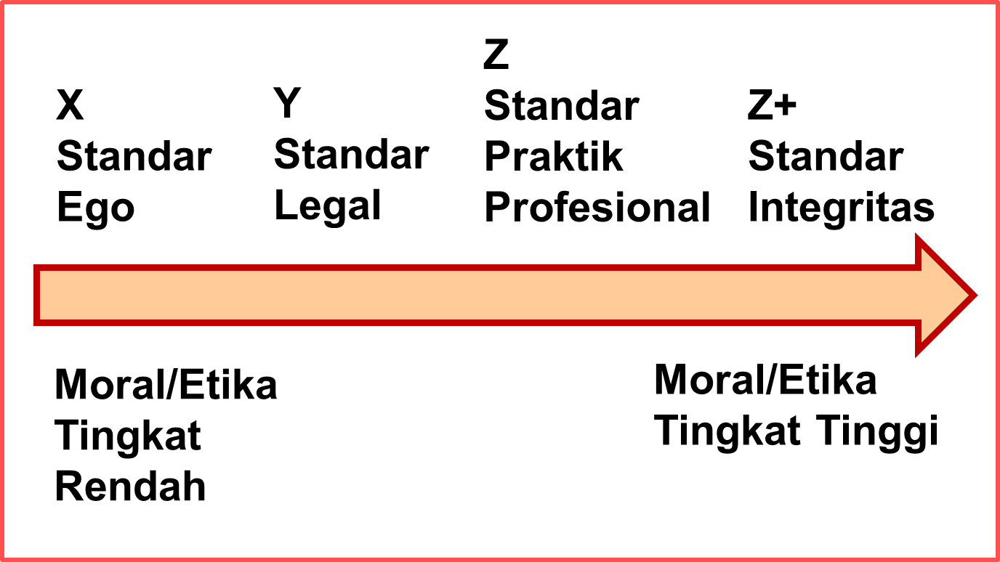 X
Standar
Ego
Y
Standar
Legal
Z
Standar
Praktik
Profesional
Z+
Standar
Integritas
Moral/Etika
Tingkat
Rendah
Moral/Etika
Tingkat Tinggi